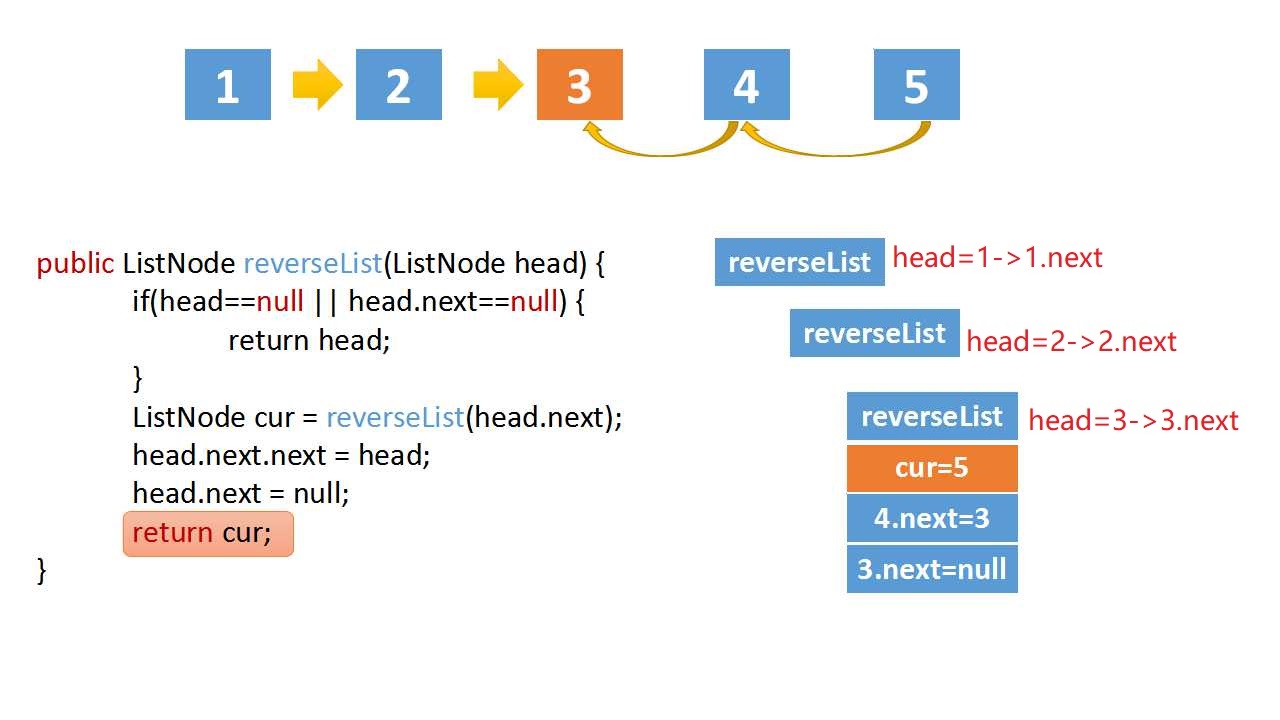 1 2 3 4 5
public ListNode reverseList(ListNode head) {
if(head==null || head.next==null) {
return head;
}
ListNode cur = reverseList(head.next);
head.next.next = head;
head.next = null;
return cur;
}
reverseList head=1->1.next
reverseList head=2->2.next
reverseList head=3->3.next
cur=5
4.next=3
3.next=null